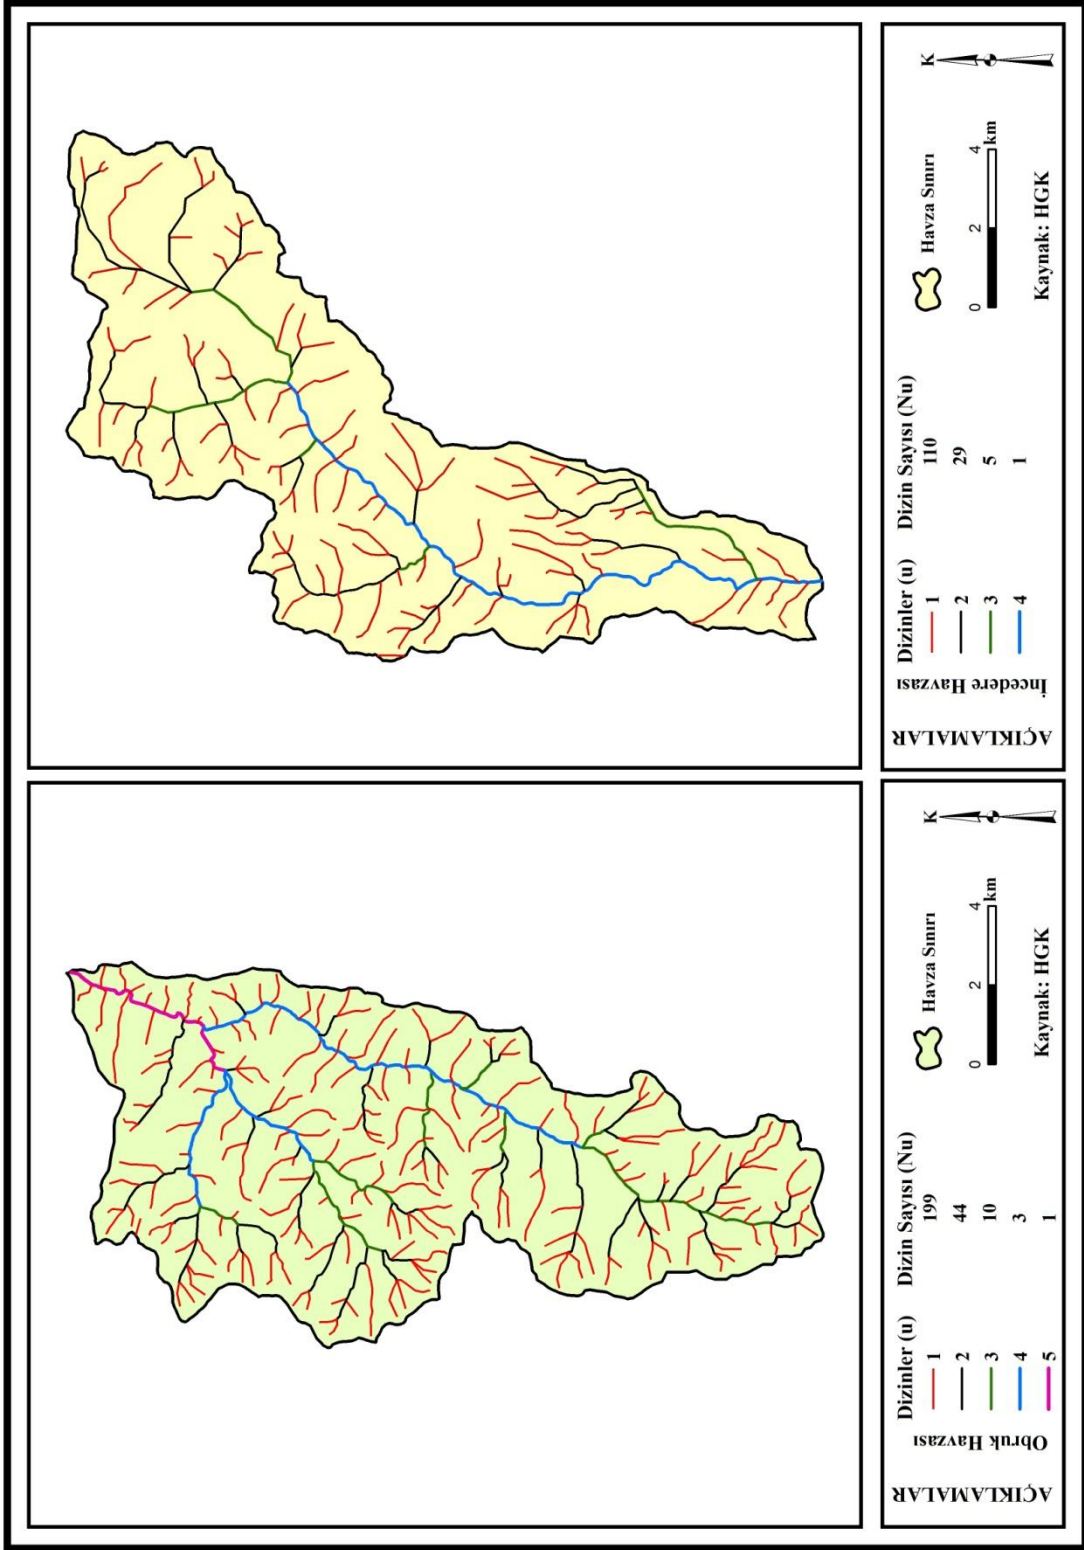 AÇIKLAMALAR
Obruk Havzası
Dizinler (u) Dizin Sayısı (Nu)
1 199
2 44
3 10
4 3
5 1
Havza Sınırı
0 2 4 km
Kaynak: HGK
K
AÇIKLAMALAR
İncedere Havzası
Dizinler (u) Dizin Sayısı (Nu)
1 110
2 29
3 5
4 1
Havza Sınırı
0 2 4 km
Kaynak: HGK
K